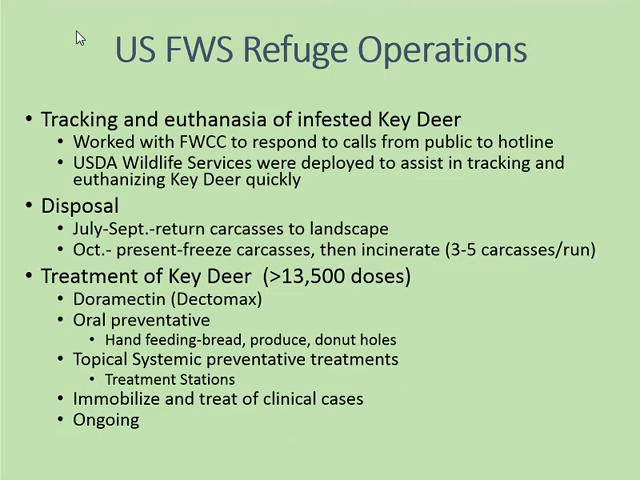 US FWS Refuge Operations
• Tracking and euthanasia of infested Key Deer
• Worked with FWCC to respond to calls from public to hotline
• USDA Wildlife Services were deployed to assist in tracking and
euthanizing Key Deer quickly
• Disposal
• July-Sept.-return carcasses to landscape
• Oct.- present-freeze carcasses, then incinerate (3-5 carcasses/run)
• Treatment of Key Deer (>13,500 doses)
• Doramectin (Dectomax)
• Oral preventative
• Hand feeding-bread, produce, donut holes
• Topical Systemic preventative treatments
• Treatment Stations
• Immobilize and treat of clinical cases
• Ongoing